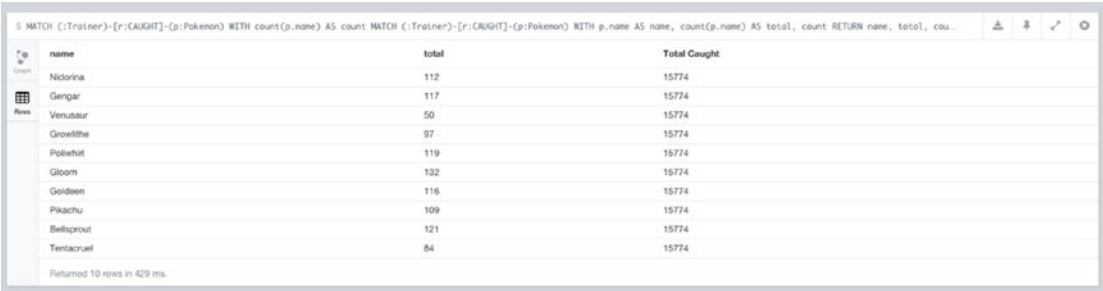 $ MATCH (:Trainer)-[r:CAUGHT]-(p:Pokemon) WITH count(p.name) AS count MATCH (:Trainer)-[r:CAUGHT]-(p:Pokemon) WITH p.name AS name, count(p.name) AS total, count RETURN name, total, cou...
Graph
Rows
name total Total Caught
Nidorina 112 15774
Gengar 117 15774
Venusaur 50 15774
Growlithe 97 15774
Poliwhirl 119 15774
Gloom 132 15774
Goldeen 116 15774
Pikachu 109 15774
Bellsprout 121 15774
Tentacruel 84 15774
Returned 10 rows in 429 ms.